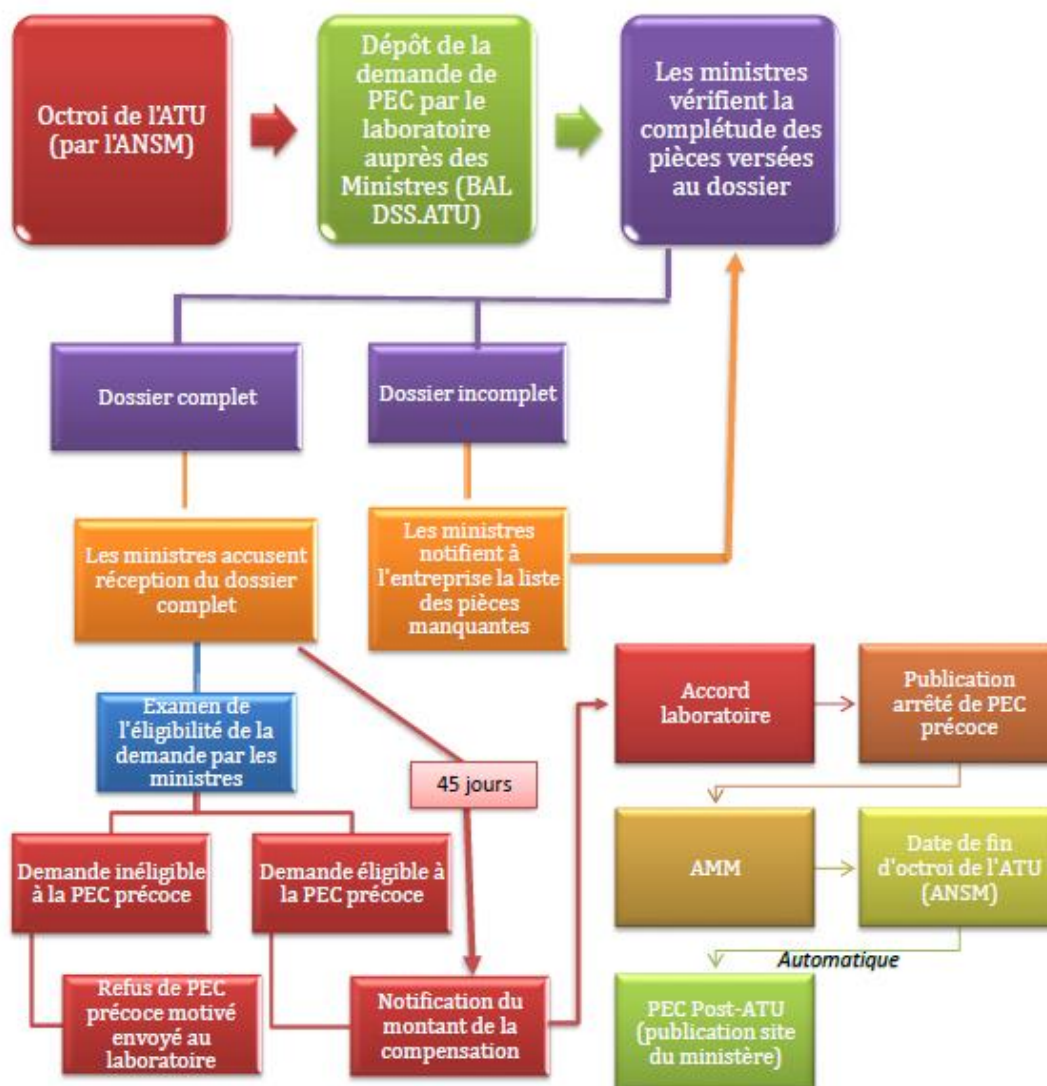 Octroi de l'ATU
(par l'ANSM)
Dépôt de la
demande de
PEC par le
laboratoire
auprès des
Ministres (BAL
DSS.ATU)
Les ministres
vérifient la
complétude des
pièces versées
au dossier
Dossier complet
Dossier incomplet
Les ministres accusent
réception du dossier
complet
Les ministres
notifient à
l'entreprise la liste
des pièces
manquantes
Examen de
l'éligibilité de la
demande par les
ministres
45 jours
Demande inéligible
à la PEC précoce
Demande éligible à
la PEC précoce
Refus de PEC
précoce motivé
envoyé au
laboratoire
Notification du
montant de la
compensation
Accord
laboratoire
Publication
arrêté de PEC
précoce
AMM
Date de fin
d'octroi de l'ATU
(ANSM)
Automatique
PEC Post-ATU
(publication site
du ministère)